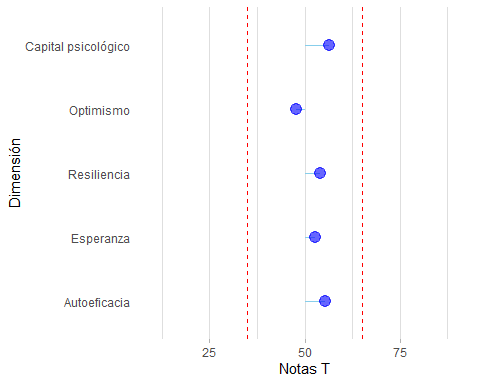 Capital psicológico
Optimismo
Resiliencia
Esperanza
Autoeficacia
Dimensión
25
50
75
Notas T